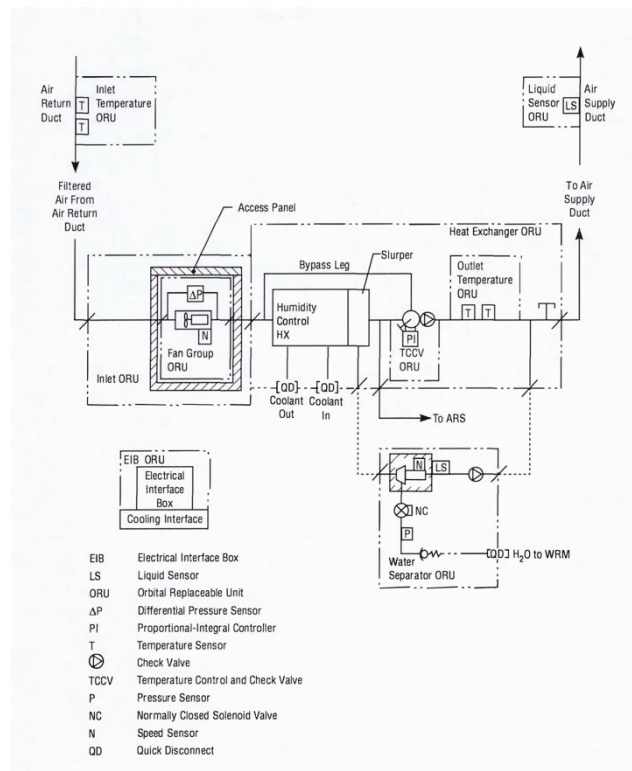 Air
Return
Duct
T
T
Inlet
Temperature
ORU
Liquid
Sensor
ORU
LS
Air
Supply
Duct
Filtered
Air From
Air Return
Duct
To Air
Supply
Duct
Access Panel
Heat Exchanger ORU
Bypass Leg
Slurper
Outlet
Temperature
ORU
T
T
ΔP
N
Fan Group
ORU
Inlet ORU
Humidity
Control
HX
PI
TCCV
ORU
[QD]
Coolant
Out
[QD]
Coolant
In
To ARS
N
LS
NC
P
Water
Separator ORU
[QD] H₂O to WRM
EIB ORU
Electrical
Interface
Box
Cooling Interface
EIB Electrical Interface Box
LS Liquid Sensor
ORU Orbital Replaceable Unit
ΔP Differential Pressure Sensor
PI Proportional-Integral Controller
T Temperature Sensor
Check Valve
TCCV Temperature Control and Check Valve
P Pressure Sensor
NC Normally Closed Solenoid Valve
N Speed Sensor
QD Quick Disconnect